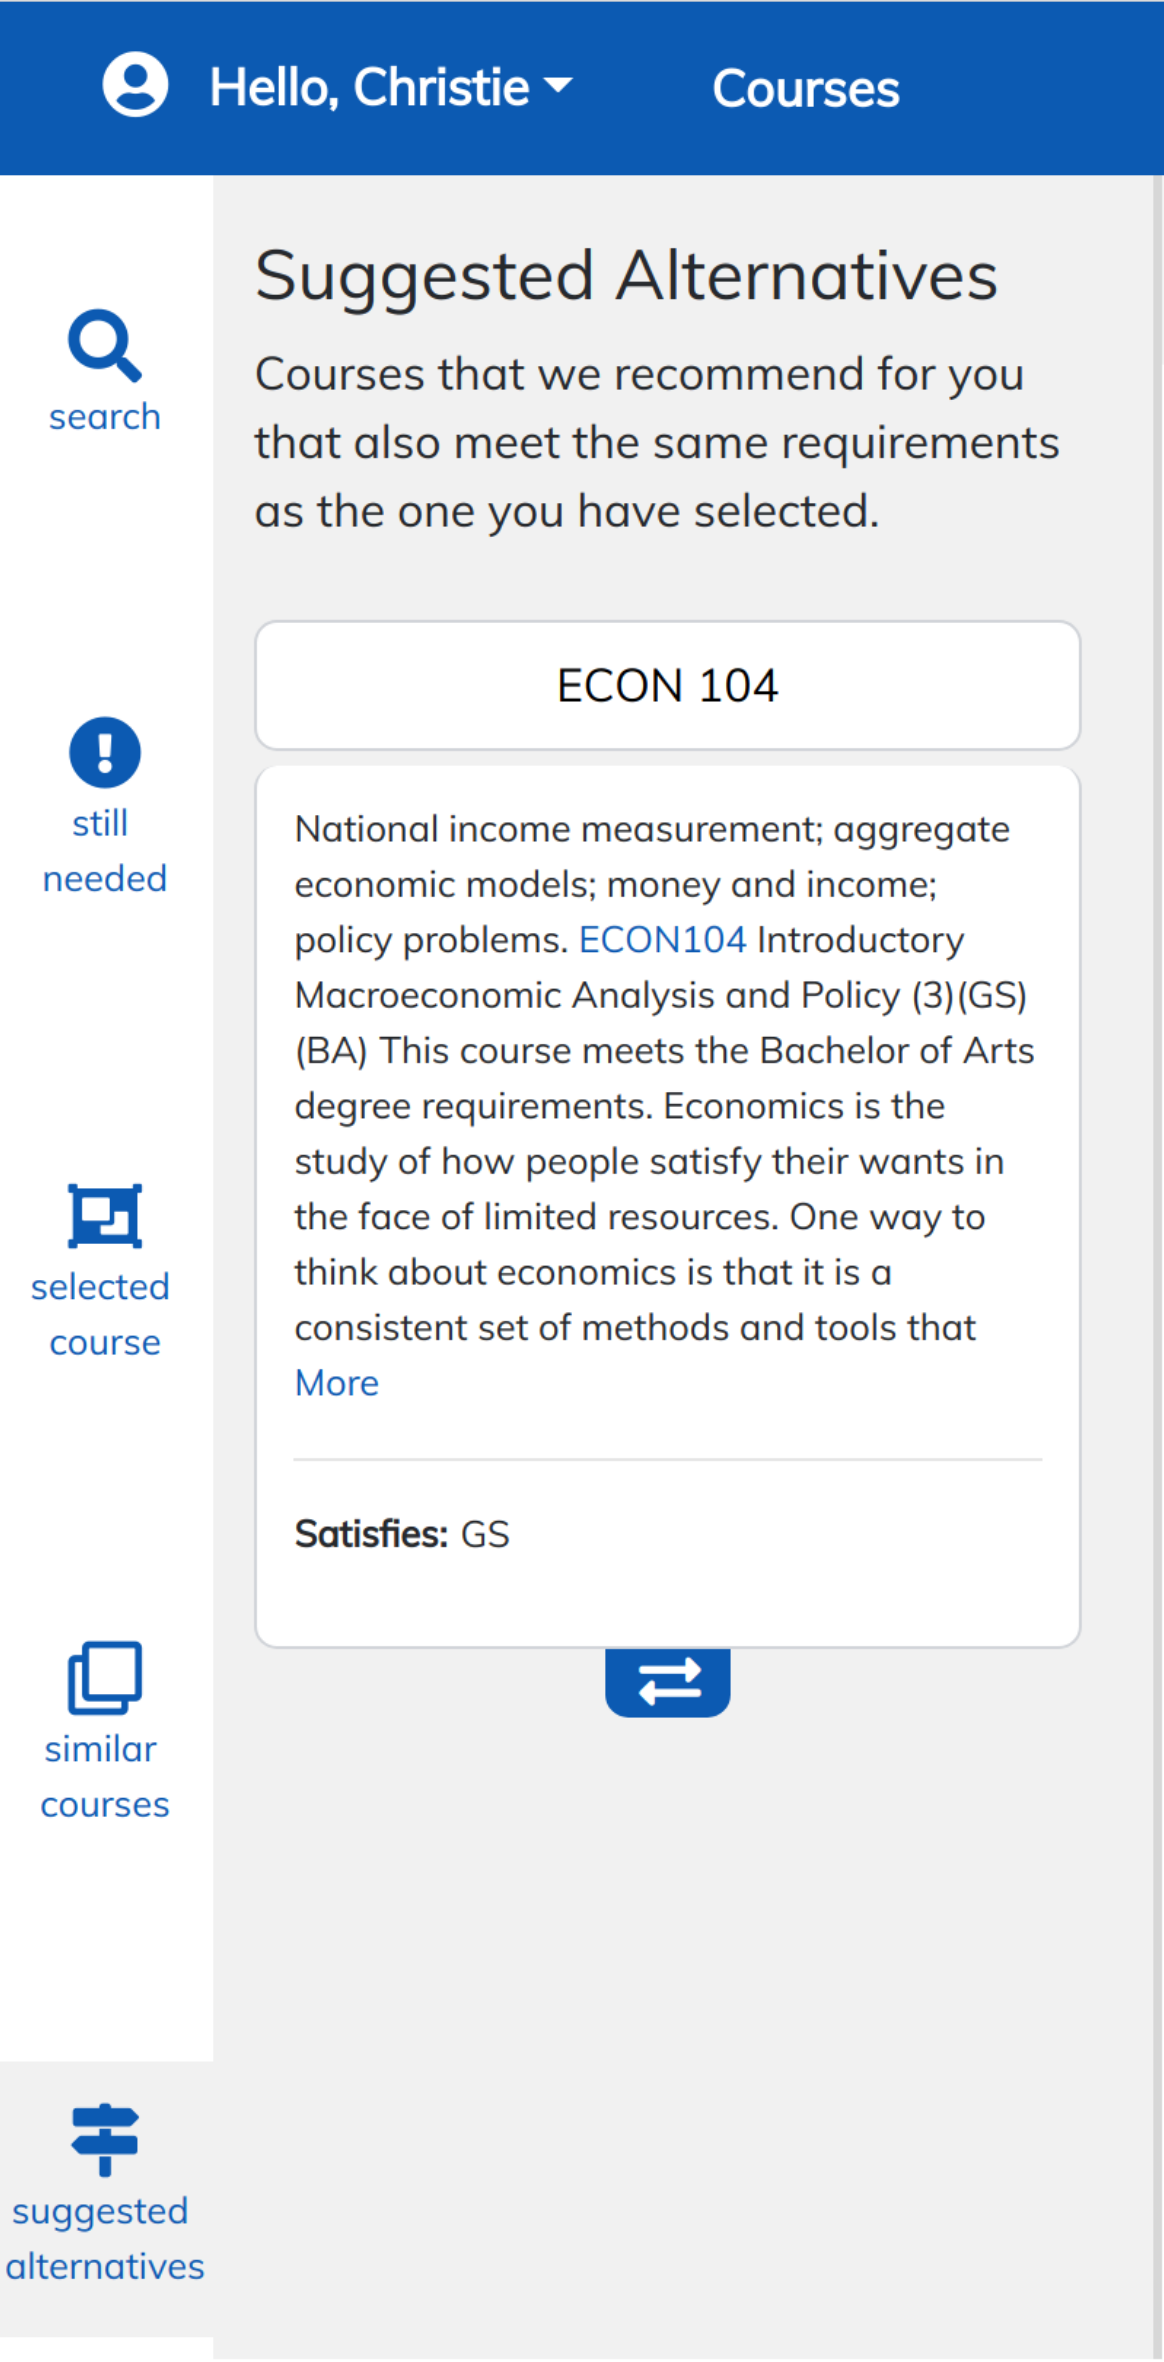 Hello, Christie
Courses
search
still
needed
selected
course
similar
courses
suggested
alternatives
Suggested Alternatives
Courses that we recommend for you
that also meet the same requirements
as the one you have selected.
ECON 104
National income measurement; aggregate
economic models; money and income;
policy problems. ECON104 Introductory
Macroeconomic Analysis and Policy (3)(GS)
(BA) This course meets the Bachelor of Arts
degree requirements. Economics is the
study of how people satisfy their wants in
the face of limited resources. One way to
think about economics is that it is a
consistent set of methods and tools that
More
Satisfies: GS